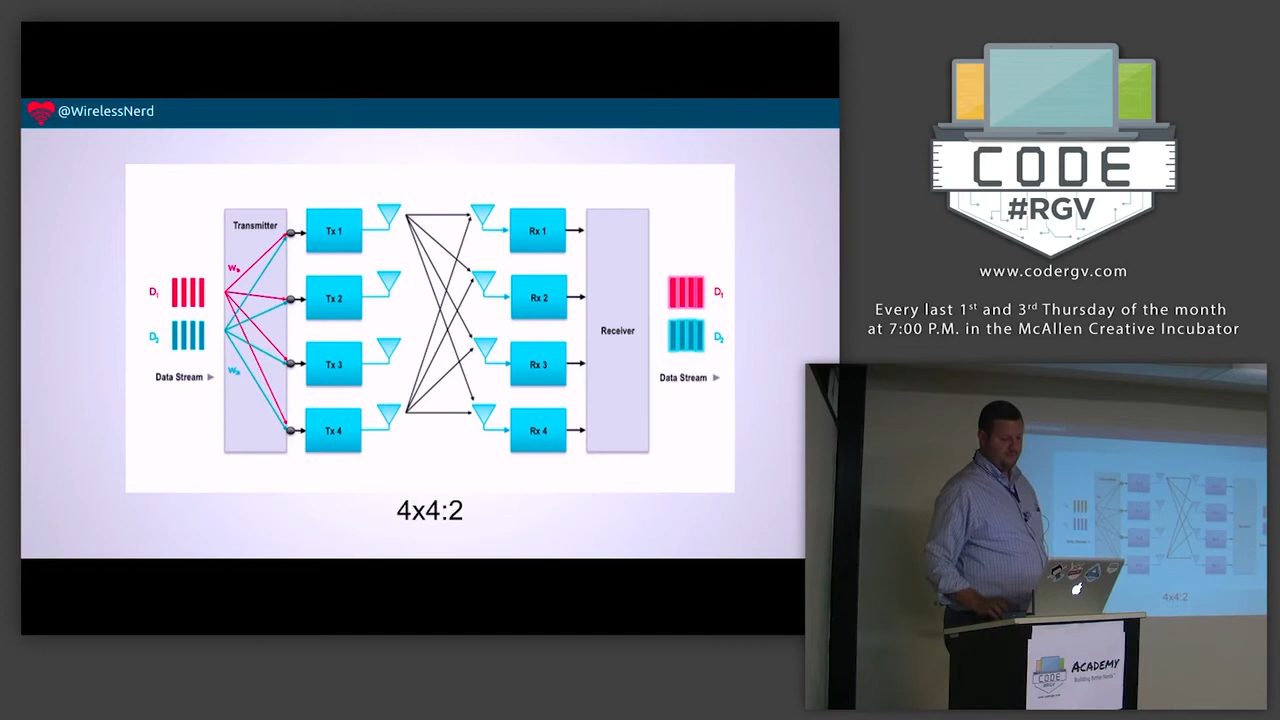 @WirelessNerd
Transmitter
Tx 1
Rx 1
Tx 2
Rx 2
Tx 3
Rx 3
Tx 4
Rx 4
Receiver
D₁
D₂
Data Stream
D₁
D₂
Data Stream
4x4:2
CODE
#RGV
www.codergv.com
Every last 1st and 3rd Thursday of the month
at 7:00 P.M. in the McAllen Creative Incubator
4x4:2
CODE
#RGV
ACADEMY